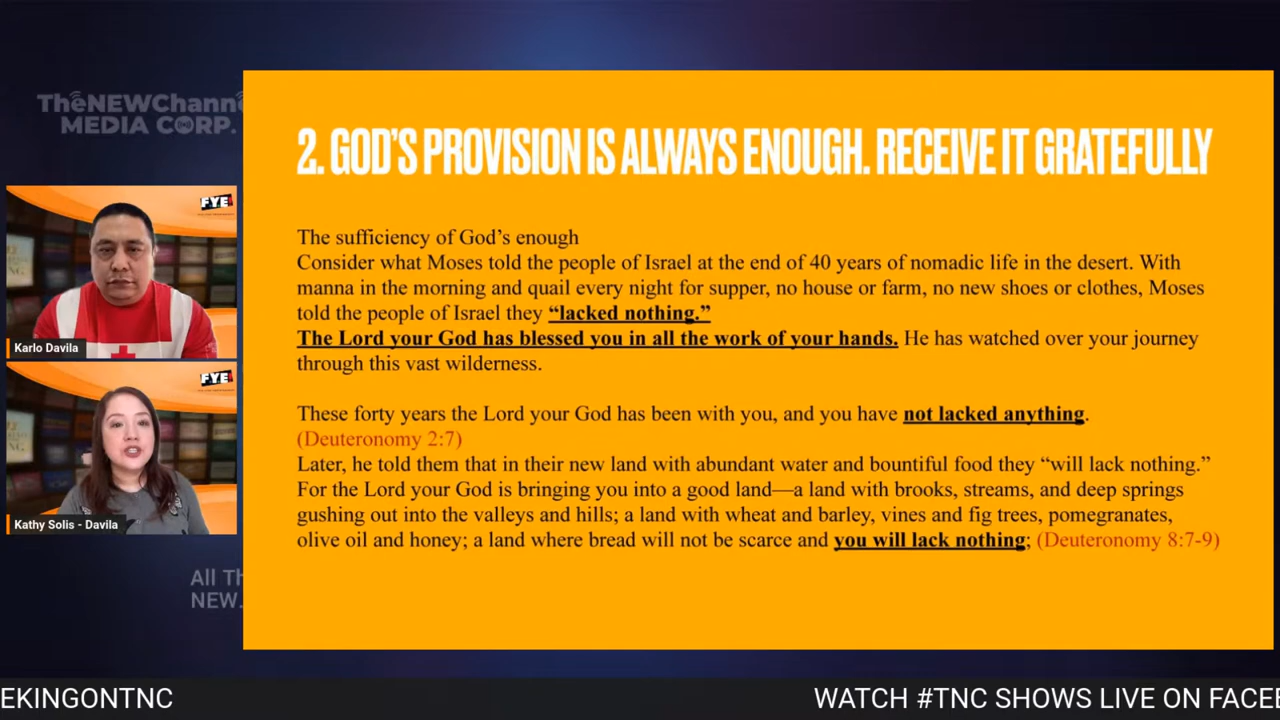 TheNEWChann
MEDIA CORP.
2. GOD'S PROVISION IS ALWAYS ENOUGH. RECEIVE IT GRATEFULLY
The sufficiency of God's enough
Consider what Moses told the people of Israel at the end of 40 years of nomadic life in the desert. With
manna in the morning and quail every night for supper, no house or farm, no new shoes or clothes, Moses
told the people of Israel they “lacked nothing.”
The Lord your God has blessed you in all the work of your hands. He has watched over your journey
through this vast wilderness.
These forty years the Lord your God has been with you, and you have not lacked anything.
(Deuteronomy 2:7)
Later, he told them that in their new land with abundant water and bountiful food they “will lack nothing.”
For the Lord your God is bringing you into a good land—a land with brooks, streams, and deep springs
gushing out into the valleys and hills; a land with wheat and barley, vines and fig trees, pomegranates,
olive oil and honey; a land where bread will not be scarce and you will lack nothing; (Deuteronomy 8:7-9)
FYE!
Karlo Davila
FYE!
Kathy Solis - Davila
All Th
NEW.
EKINGONTNC
WATCH #TNC SHOWS LIVE ON FACEE